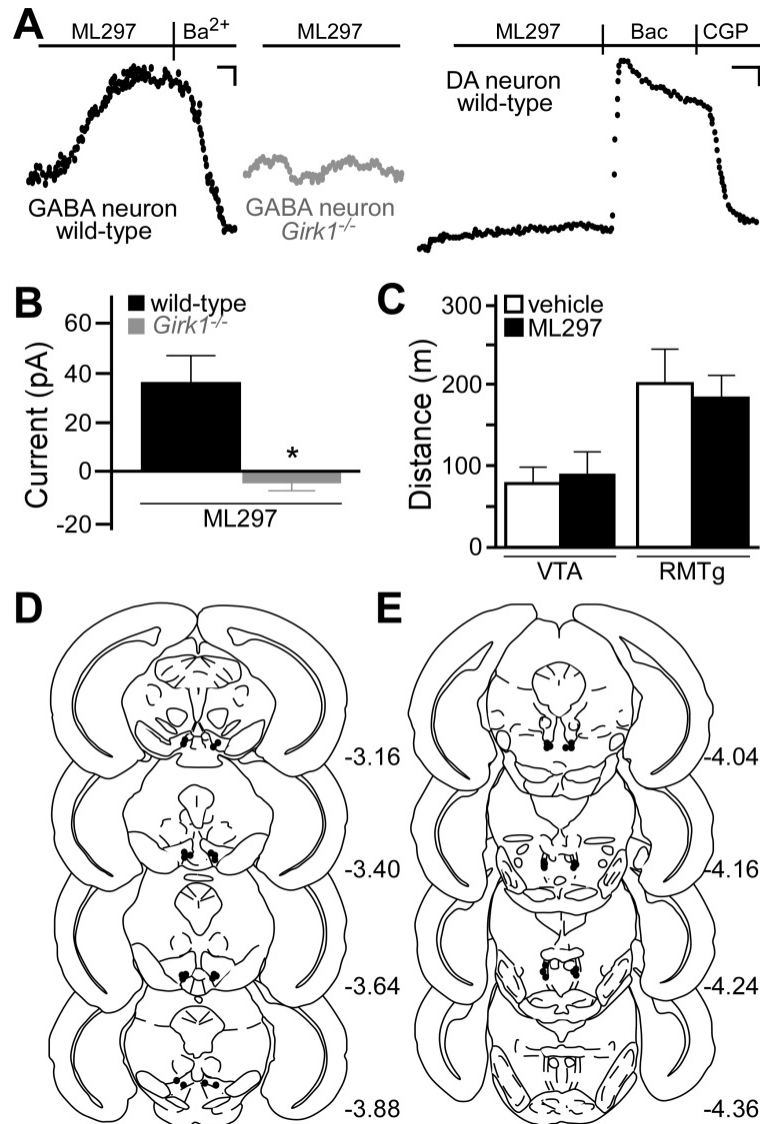 A
ML297 Ba²⁺ ML297 ML297 Bac CGP
DA neuron
wild-type
GABA neuron
wild-type
GABA neuron
Girk1⁻/⁻
B
wild-type
Girk1⁻/⁻
Current (pA)
60
40
20
0
-20
*
ML297
C
vehicle
ML297
Distance (m)
300
200
100
0
VTA RMTg
D
-3.16
-3.40
-3.64
-3.88
E
-4.04
-4.16
-4.24
-4.36